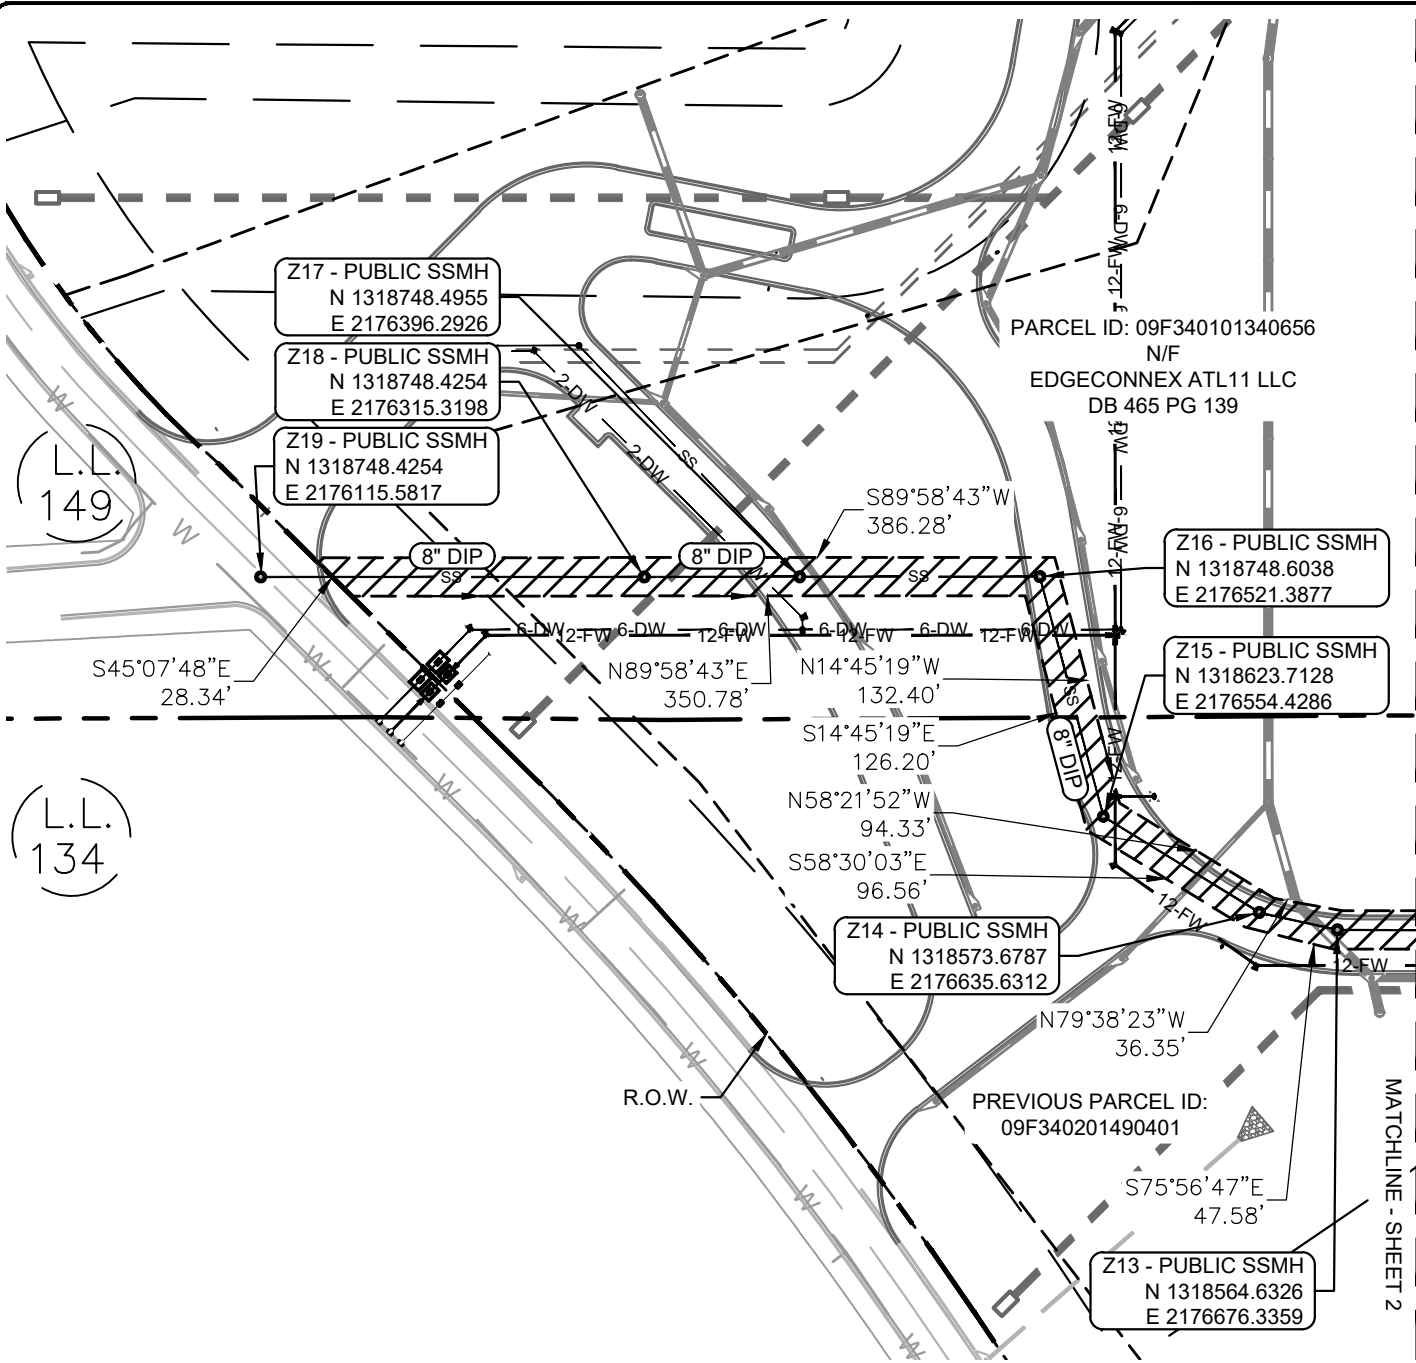 Z17 - PUBLIC SSMH
N 1318748.4955
E 2176396.2926
Z18 - PUBLIC SSMH
N 1318748.4254
E 2176315.3198
Z19 - PUBLIC SSMH
N 1318748.4254
E 2176115.5817
PARCEL ID: 09F340101340656
N/F
EDGECONNEX ATL11 LLC
DB 465 PG 139
L.L.
149
L.L.
134
2-DW
2-DW
SS
S89°58'43"W
386.28'
8" DIP
8" DIP
SS
SS
Z16 - PUBLIC SSMH
N 1318748.6038
E 2176521.3877
Z15 - PUBLIC SSMH
N 1318623.7128
E 2176554.4286
6-DW
12-FW
6-DW
12-FW
6-DW
6-DW
12-FW
6-DW
12-FW
6-DW
S45°07'48"E
28.34'
N89°58'43"E
350.78'
N14°45'19"W
132.40'
SS
S14°45'19"E
126.20'
8" DIP
N58°21'52"W
94.33'
S58°30'03"E
96.56'
12-FW
Z14 - PUBLIC SSMH
N 1318573.6787
E 2176635.6312
12-FW
N79°38'23"W
36.35'
R.O.W.
PREVIOUS PARCEL ID:
09F340201490401
S75°56'47"E
47.58'
MATCHLINE - SHEET 2
Z13 - PUBLIC SSMH
N 1318564.6326
E 2176676.3359
W
W
W
W
W
W
W
W